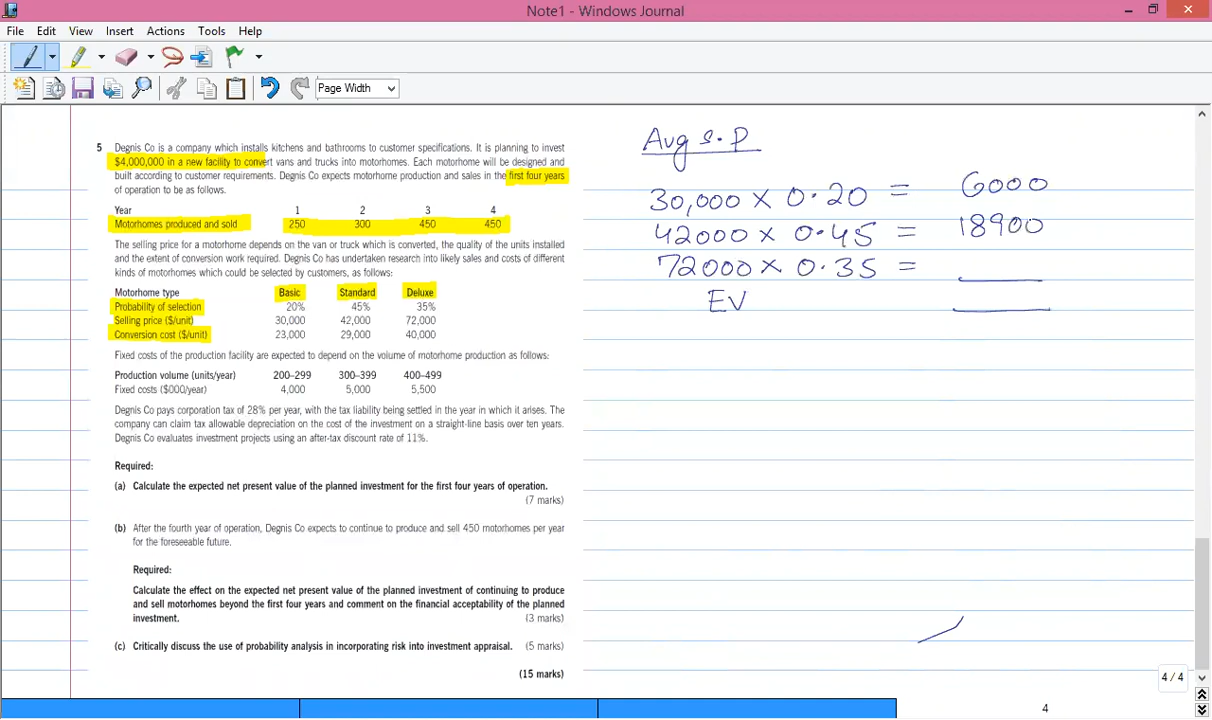 Note1 - Windows Journal
File Edit View Insert Actions Tools Help
Page Width
5 Degnis Co is a company which installs kitchens and bathrooms to customer specifications. It is planning to invest
$4,000,000 in a new facility to convert vans and trucks into motorhomes. Each motorhome will be designed and
built according to customer requirements. Degnis Co expects motorhome production and sales in the first four years
of operation to be as follows.
Year 1 2 3 4
Motorhomes produced and sold 250 300 450 450
The selling price for a motorhome depends on the van or truck which is converted, the quality of the units installed
and the extent of conversion work required. Degnis Co has undertaken research into likely sales and costs of different
kinds of motorhomes which could be selected by customers, as follows:
Motorhome type Basic Standard Deluxe
Probability of selection 20% 45% 35%
Selling price ($/unit) 30,000 42,000 72,000
Conversion cost ($/unit) 23,000 29,000 40,000
Fixed costs of the production facility are expected to depend on the volume of motorhome production as follows:
Production volume (units/year) 200–299 300–399 400–499
Fixed costs ($000/year) 4,000 5,000 5,500
Degnis Co pays corporation tax of 28% per year, with the tax liability being settled in the year in which it arises. The
company can claim tax allowable depreciation on the cost of the investment on a straight-line basis over ten years.
Degnis Co evaluates investment projects using an after-tax discount rate of 11%.
Required:
(a) Calculate the expected net present value of the planned investment for the first four years of operation.
(7 marks)
(b) After the fourth year of operation, Degnis Co expects to continue to produce and sell 450 motorhomes per year
for the foreseeable future.
Required:
Calculate the effect on the expected net present value of the planned investment of continuing to produce
and sell motorhomes beyond the first four years and comment on the financial acceptability of the planned
investment. (3 marks)
(c) Critically discuss the use of probability analysis in incorporating risk into investment appraisal. (5 marks)
(15 marks)
Avg S.P
30,000 × 0.20 = 6000
42000 × 0.45 = 18900
72000 × 0.35 =
EV
4 / 4
4